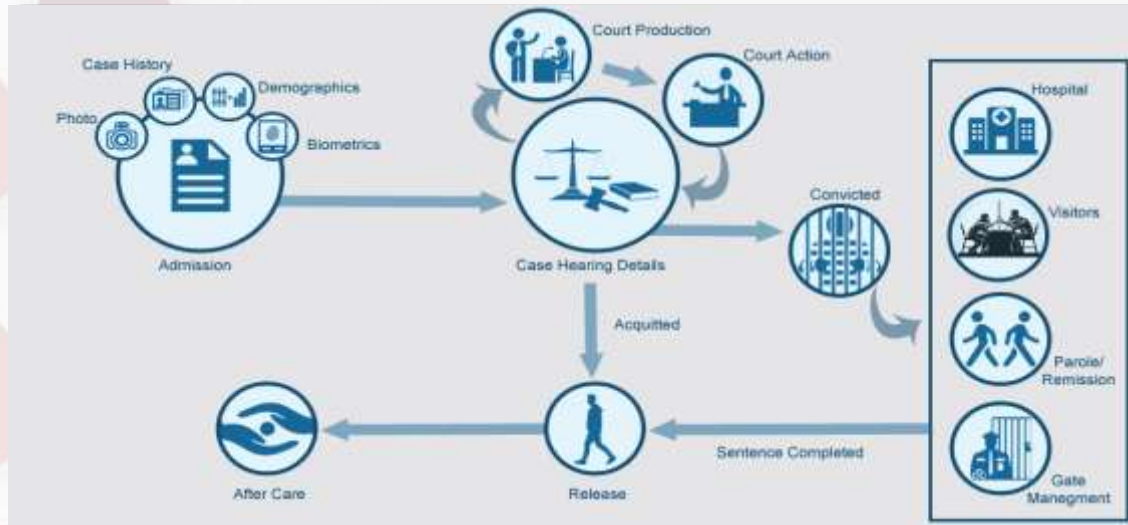 Court Production
Court Action
Case History
Demographics
Photo
Biometrics
Hospital
Visitors
Convicted
Admission
Case Hearing Details
Acquitted
Parole/
Remission
Sentence Completed
After Care
Release
Gate
Manegment